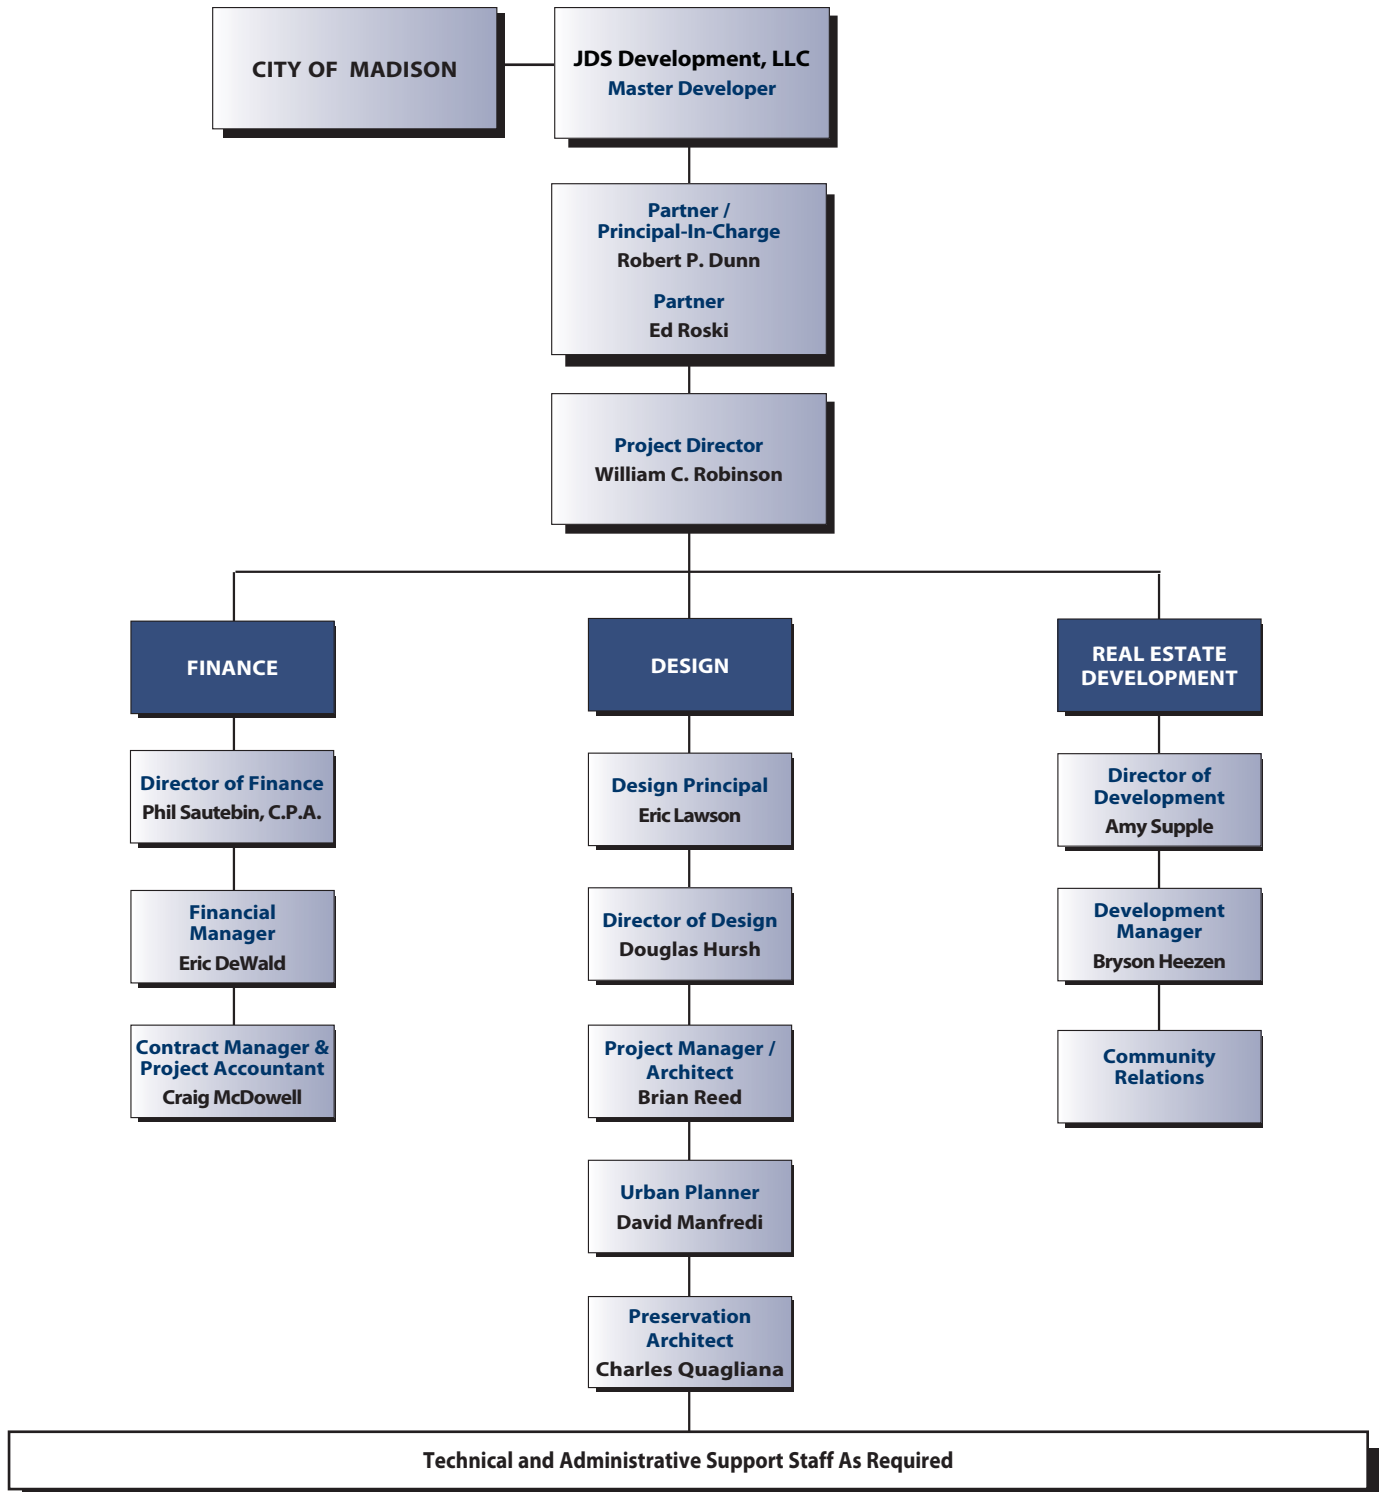 CITY OF MADISON
JDS Development, LLC
Master Developer
Partner /
Principal-In-Charge
Robert P. Dunn
Partner
Ed Roski
Project Director
William C. Robinson
FINANCE
Director of Finance
Phil Sautebin, C.P.A.
Financial
Manager
Eric DeWald
Contract Manager &
Project Accountant
Craig McDowell
DESIGN
Design Principal
Eric Lawson
Director of Design
Douglas Hursh
Project Manager /
Architect
Brian Reed
Urban Planner
David Manfredi
Preservation
Architect
Charles Quagliana
REAL ESTATE
DEVELOPMENT
Director of
Development
Amy Supple
Development
Manager
Bryson Heezen
Community
Relations
Technical and Administrative Support Staff As Required